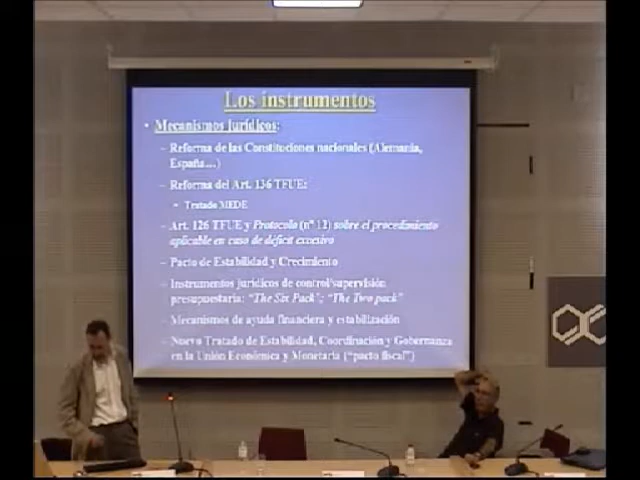 Los instrumentos
• Mecanismos Jurídicos:
– Reforma de las Constituciones nacionales (Alemania,
España...)
– Reforma del Art. 136 TFUE:
• Tratado MEDE
– Art. 126 TFUE y Protocolo (nº 12) sobre el procedimiento
aplicable en caso de déficit excesivo
– Pacto de Estabilidad y Crecimiento
– Instrumentos jurídicos de control/supervisión
presupuestaria: "The Six Pack"; "The Two pack"
– Mecanismos de ayuda financiera y estabilización
– Nuevo Tratado de Estabilidad, Coordinación y Gobernanza
en la Unión Económica y Monetaria ("pacto fiscal")